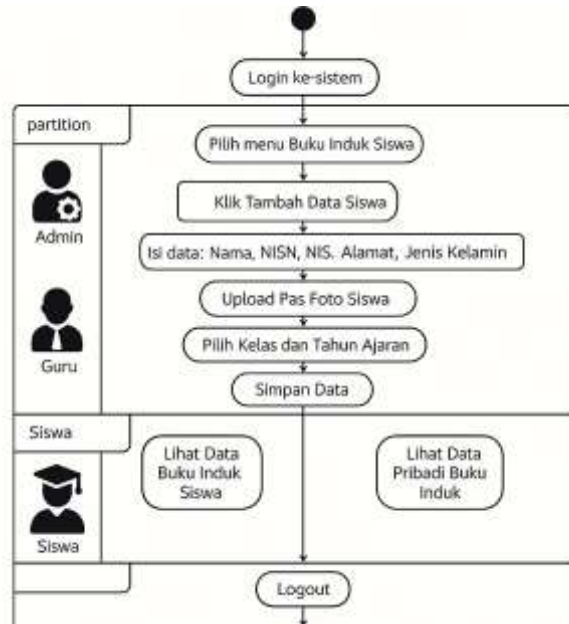 Login ke-sistem
partition
Pilih menu Buku Induk Siswa
Klik Tambah Data Siswa
Admin
Isi data: Nama, NISN, NIS. Alamat, Jenis Kelamin
Upload Pas Foto Siswa
Pilih Kelas dan Tahun Ajaran
Guru
Simpan Data
Siswa
Lihat Data
Buku Induk
Siswa
Lihat Data
Pribadi Buku
Induk
Siswa
Logout